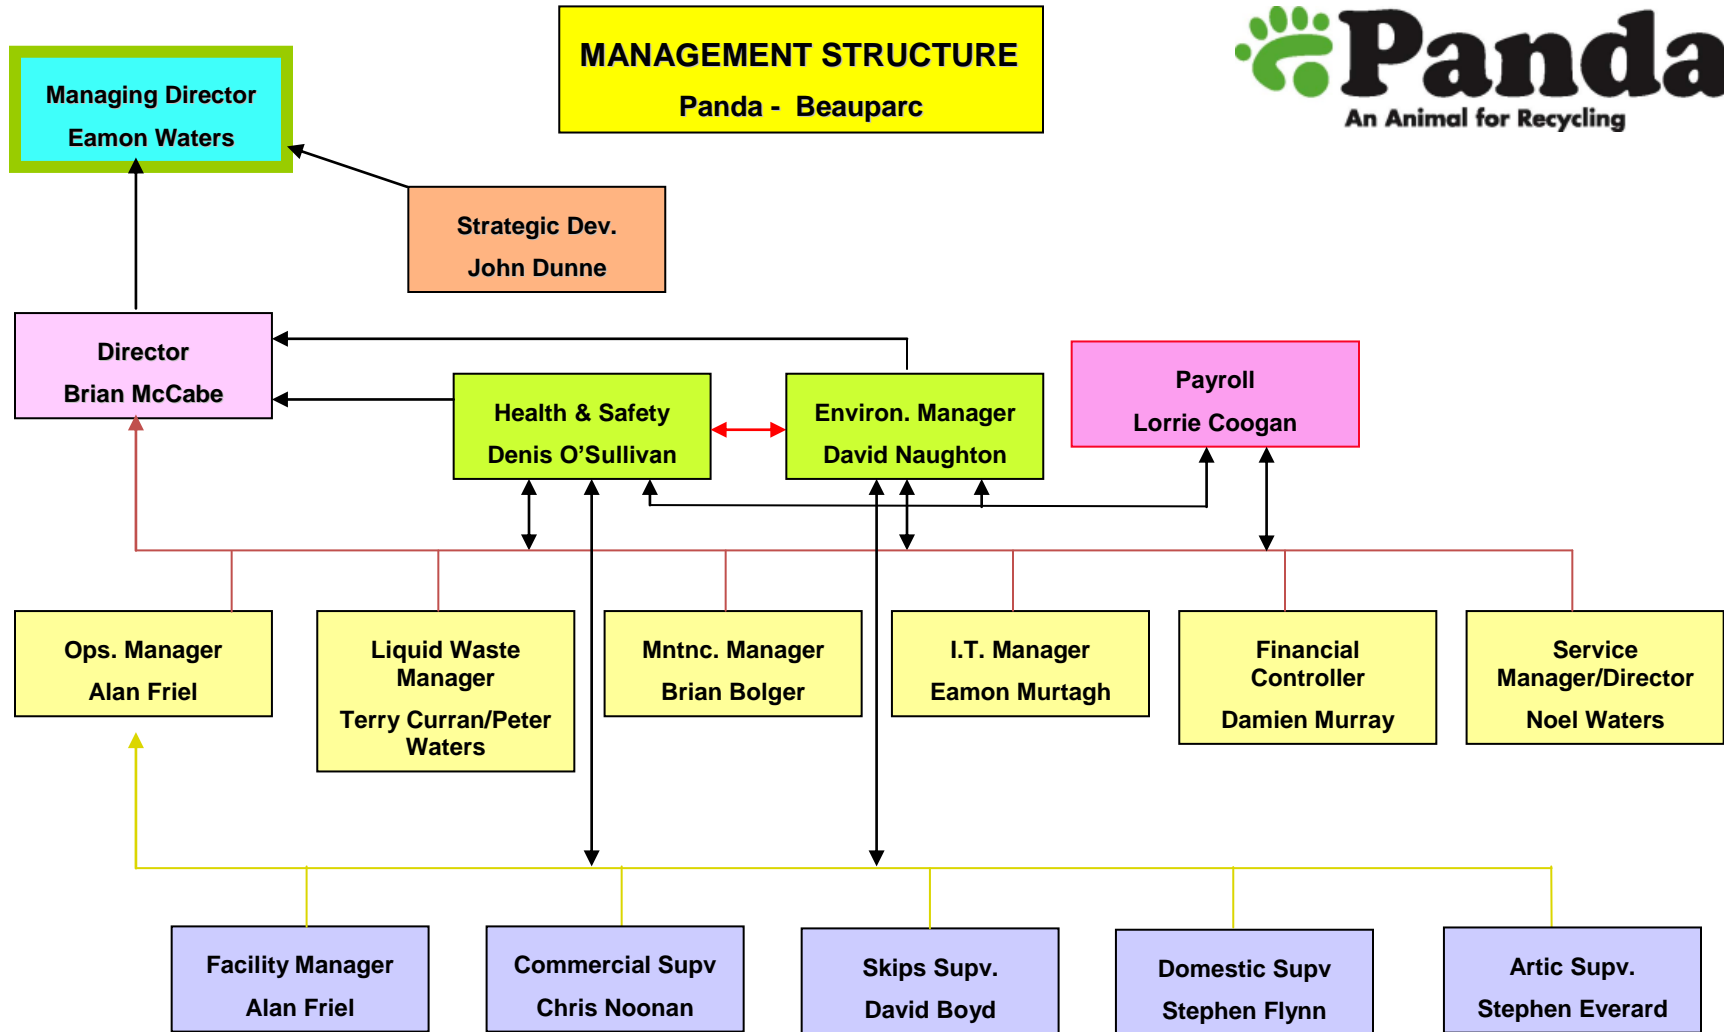 MANAGEMENT STRUCTURE
Panda - Beauparc
Panda
An Animal for Recycling
Managing Director
Eamon Waters
Strategic Dev.
John Dunne
Director
Brian McCabe
Health & Safety
Denis O'Sullivan
Environ. Manager
David Naughton
Payroll
Lorrie Coogan
Ops. Manager
Alan Friel
Liquid Waste
Manager
Terry Curran/Peter
Waters
Mntnc. Manager
Brian Bolger
I.T. Manager
Eamon Murtagh
Financial
Controller
Damien Murray
Service
Manager/Director
Noel Waters
Facility Manager
Alan Friel
Commercial Supv
Chris Noonan
Skips Supv.
David Boyd
Domestic Supv
Stephen Flynn
Artic Supv.
Stephen Everard